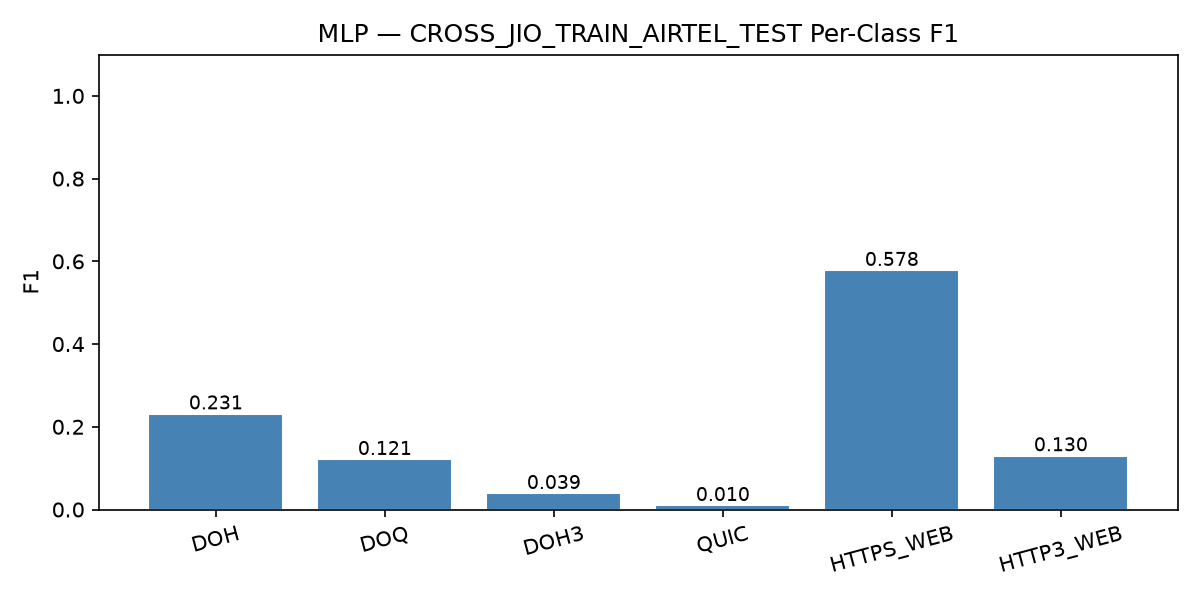 MLP — CROSS_JIO_TRAIN_AIRTEL_TEST Per-Class F1
F1
1.0
0.8
0.6
0.4
0.2
0.0
0.231
0.121
0.039
0.010
0.578
0.130
DOH
DOQ
DOH3
QUIC
HTTPS_WEB
HTTP3_WEB